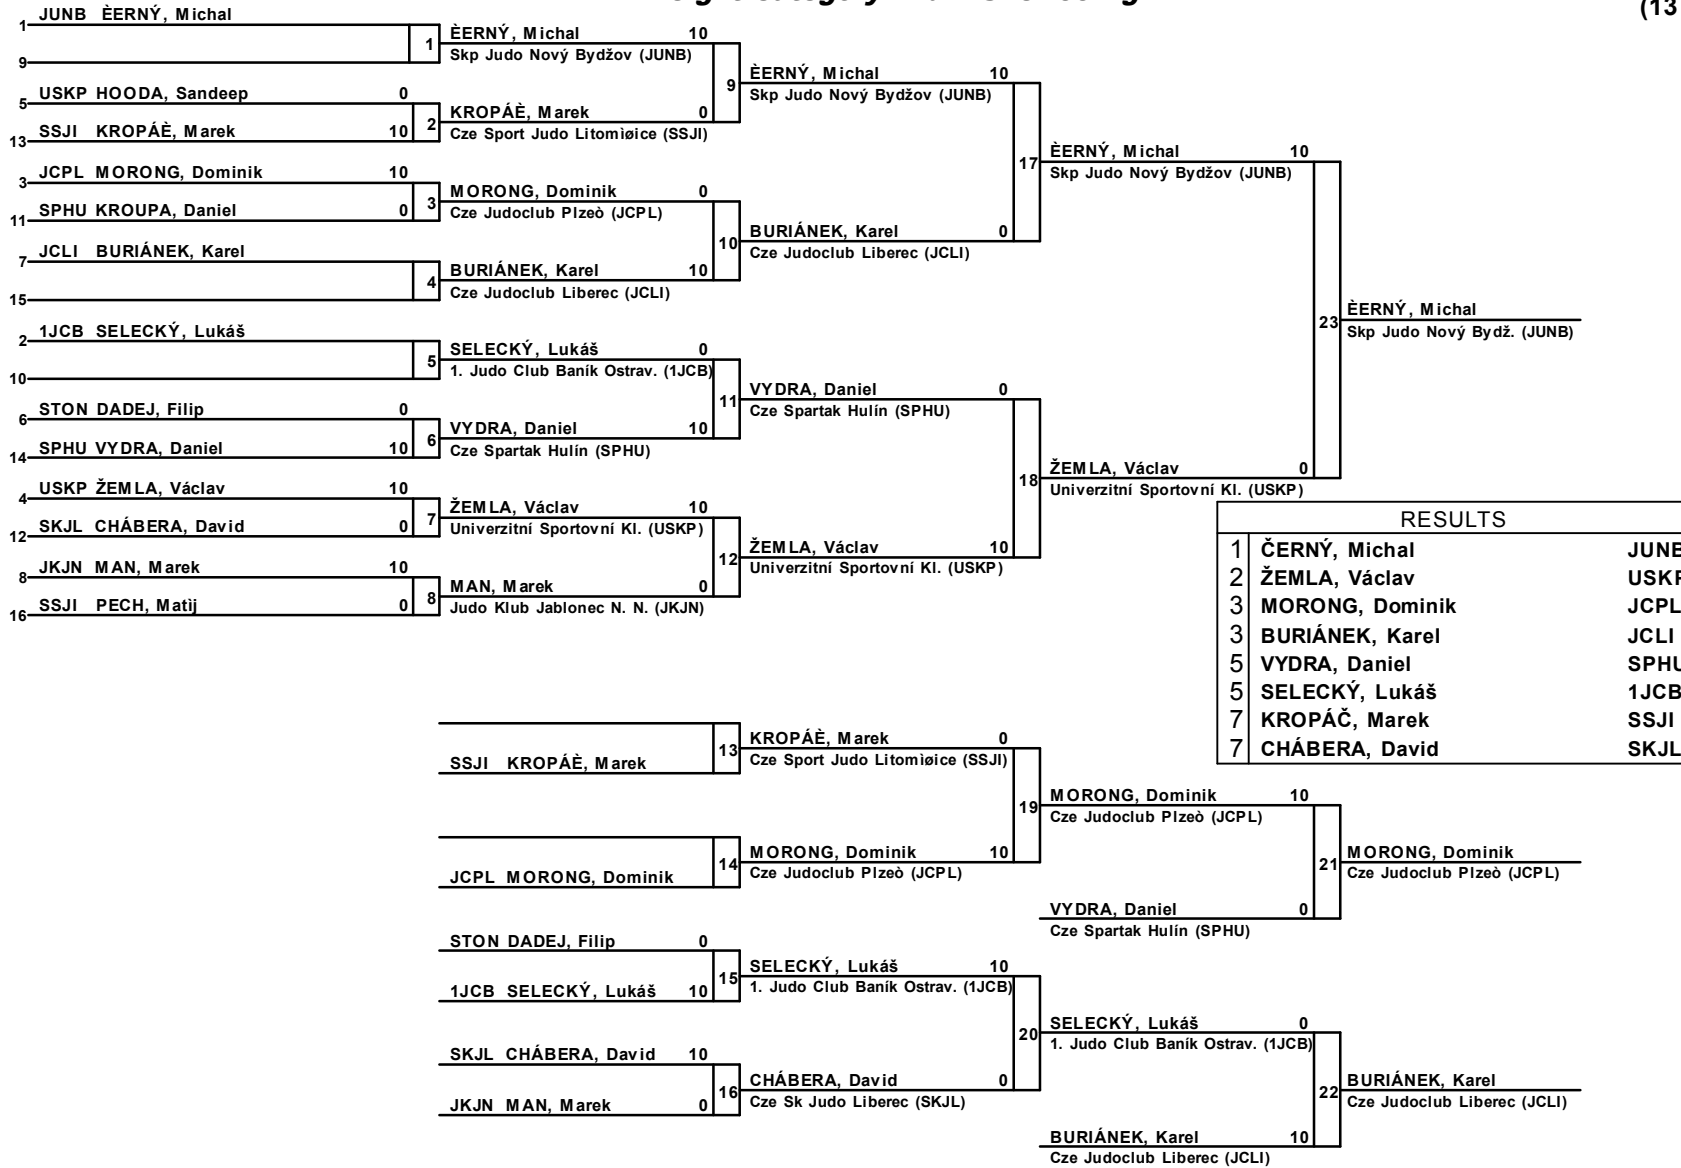 (13
1 JUNB ÈERNÝ, Michal
9
1
ÈERNÝ, Michal 10
Skp Judo Nový Bydžov (JUNB)
5 USKP HOODA, Sandeep 0
13 SSJI KROPÁÈ, Marek 10
2
KROPÁÈ, Marek 0
Cze Sport Judo Litomìøice (SSJI)
9
ÈERNÝ, Michal 10
Skp Judo Nový Bydžov (JUNB)
3 JCPL MORONG, Dominik 10
11 SPHU KROUPA, Daniel 0
3
MORONG, Dominik 0
Cze Judoclub Plzeò (JCPL)
7 JCLI BURIÁNEK, Karel
15
4
BURIÁNEK, Karel 10
Cze Judoclub Liberec (JCLI)
10
BURIÁNEK, Karel 0
Cze Judoclub Liberec (JCLI)
17
ÈERNÝ, Michal 10
Skp Judo Nový Bydžov (JUNB)
2 1JCB SELECKÝ, Lukáš
10
5
SELECKÝ, Lukáš 0
1. Judo Club Baník Ostrav. (1JCB)
6 STON DADEJ, Filip 0
14 SPHU VYDRA, Daniel 10
6
VYDRA, Daniel 10
Cze Spartak Hulín (SPHU)
11
VYDRA, Daniel 0
Cze Spartak Hulín (SPHU)
4 USKP ŽEMLA, Václav 10
12 SKJL CHÁBERA, David 0
7
ŽEMLA, Václav 10
Univerzitní Sportovní Kl. (USKP)
8 JKJN MAN, Marek 10
16 SSJI PECH, Matìj 0
8
MAN, Marek 0
Judo Klub Jablonec N. N. (JKJN)
12
ŽEMLA, Václav 10
Univerzitní Sportovní Kl. (USKP)
18
ŽEMLA, Václav 0
Univerzitní Sportovní Kl. (USKP)
23
ÈERNÝ, Michal
Skp Judo Nový Bydž. (JUNB)
RESULTS
1 ČERNÝ, Michal JUNB
2 ŽEMLA, Václav USKP
3 MORONG, Dominik JCPL
3 BURIÁNEK, Karel JCLI
5 VYDRA, Daniel SPHU
5 SELECKÝ, Lukáš 1JCB
7 KROPÁČ, Marek SSJI
7 CHÁBERA, David SKJL
SSJI KROPÁÈ, Marek
13
KROPÁÈ, Marek 0
Cze Sport Judo Litomìøice (SSJI)
JCPL MORONG, Dominik
14
MORONG, Dominik 10
Cze Judoclub Plzeò (JCPL)
19
MORONG, Dominik 10
Cze Judoclub Plzeò (JCPL)
VYDRA, Daniel 0
Cze Spartak Hulín (SPHU)
21
MORONG, Dominik
Cze Judoclub Plzeò (JCPL)
STON DADEJ, Filip 0
1JCB SELECKÝ, Lukáš 10
15
SELECKÝ, Lukáš 10
1. Judo Club Baník Ostrav. (1JCB)
SKJL CHÁBERA, David 10
JKJN MAN, Marek 0
16
CHÁBERA, David 0
Cze Sk Judo Liberec (SKJL)
20
SELECKÝ, Lukáš 0
1. Judo Club Baník Ostrav. (1JCB)
BURIÁNEK, Karel 10
Cze Judoclub Liberec (JCLI)
22
BURIÁNEK, Karel
Cze Judoclub Liberec (JCLI)